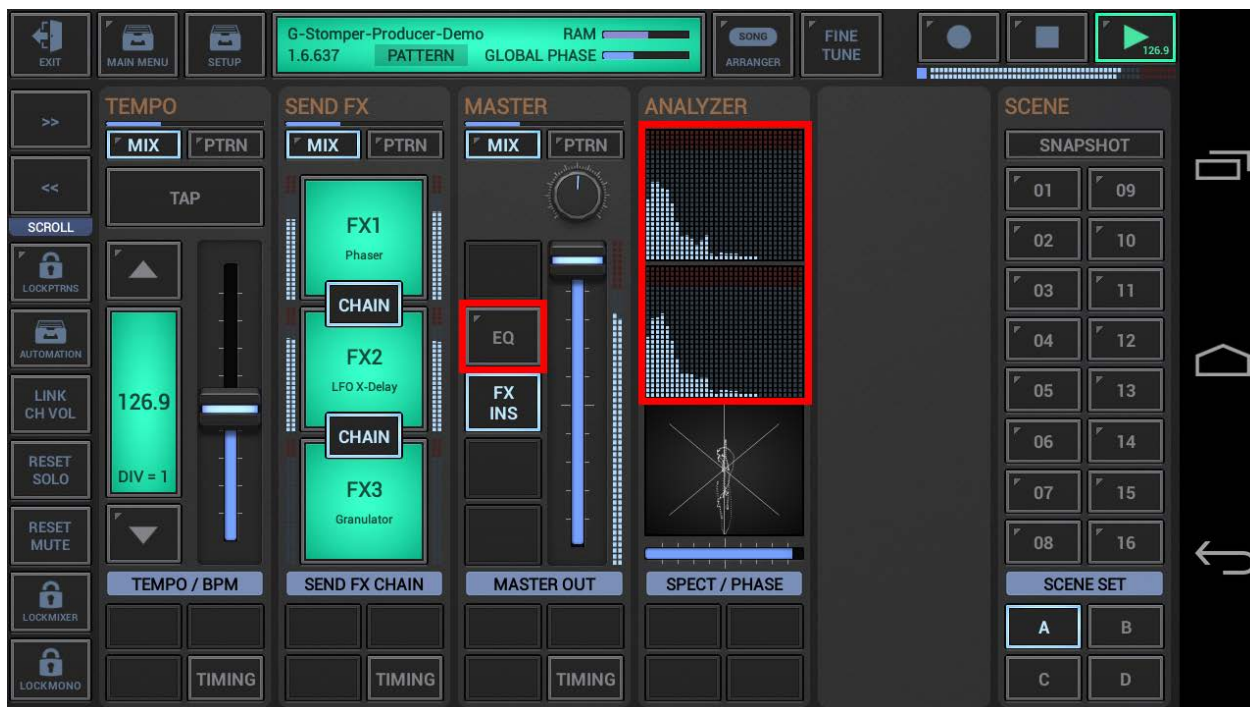 EXIT
MAIN MENU
SETUP
G-Stomper-Producer-Demo RAM
1.6.637 PATTERN GLOBAL PHASE
SONG
ARRANGER
FINE
TUNE
126.9
>>
<<
SCROLL
LOCKPTRNS
AUTOMATION
LINK
CH VOL
RESET
SOLO
RESET
MUTE
LOCKMIXER
LOCKMONO
TEMPO
MIX PTRN
TAP
126.9
DIV = 1
TEMPO / BPM
TIMING
SEND FX
MIX PTRN
FX1
Phaser
CHAIN
FX2
LFO X-Delay
CHAIN
FX3
Granulator
SEND FX CHAIN
TIMING
MASTER
MIX PTRN
EQ
FX
INS
MASTER OUT
TIMING
ANALYZER
SPECT / PHASE
SCENE
SNAPSHOT
01 09
02 10
03 11
04 12
05 13
06 14
07 15
08 16
SCENE SET
A B
C D